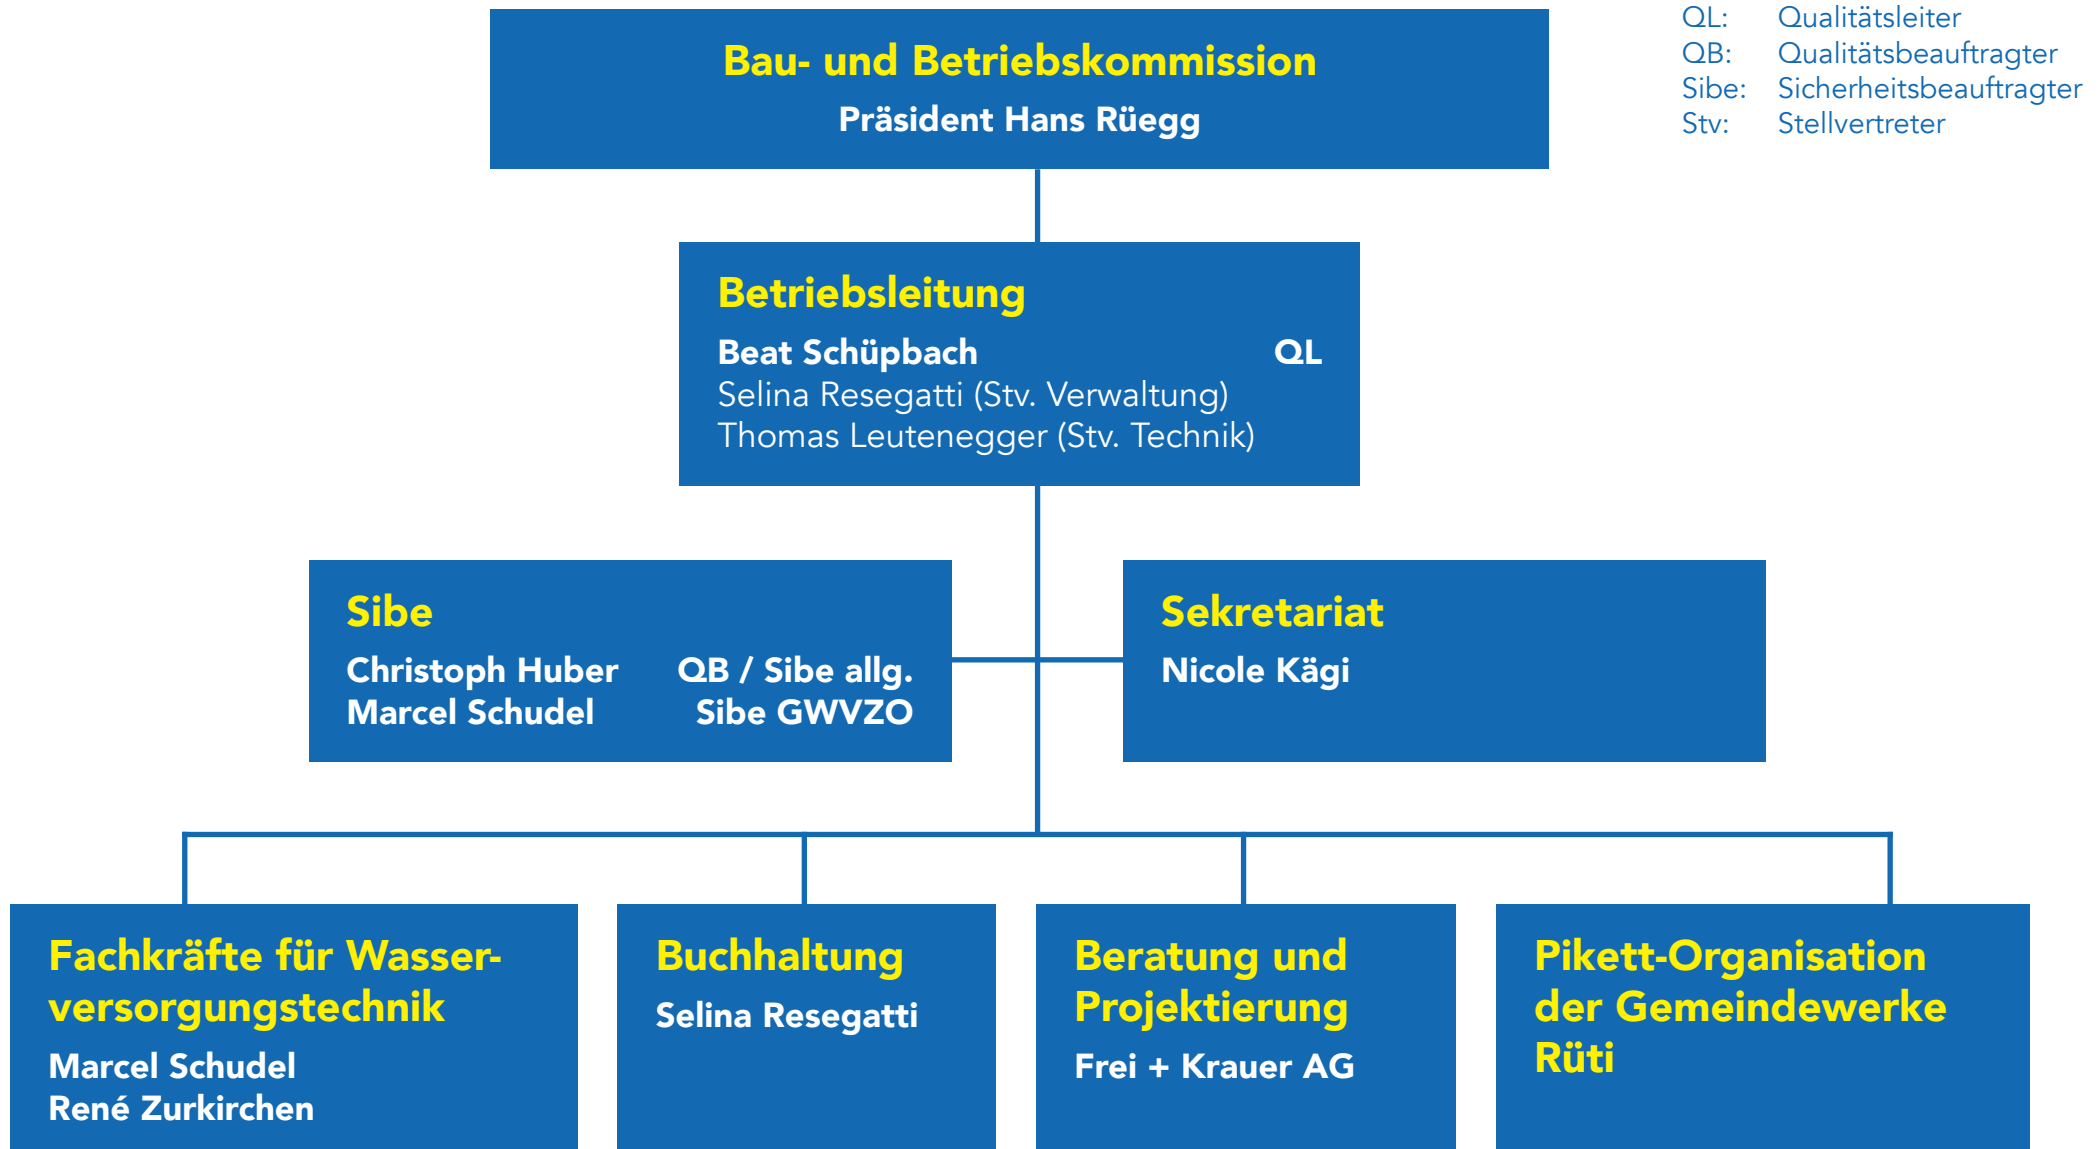 QL: Qualitätsleiter
QB: Qualitätsbeauftragter
Sibe: Sicherheitsbeauftragter
Stv: Stellvertreter
Bau- und Betriebskommission
Präsident Hans Rüegg
Betriebsleitung
Beat Schüpbach QL
Selina Resegatti (Stv. Verwaltung)
Thomas Leutenegger (Stv. Technik)
Sibe
Christoph Huber QB / Sibe allg.
Marcel Schudel Sibe GWVZO
Sekretariat
Nicole Kägi
Fachkräfte für Wasser-
versorgungstechnik
Marcel Schudel
René Zurkirchen
Buchhaltung
Selina Resegatti
Beratung und
Projektierung
Frei + Krauer AG
Pikett-Organisation
der Gemeindewerke
Rüti